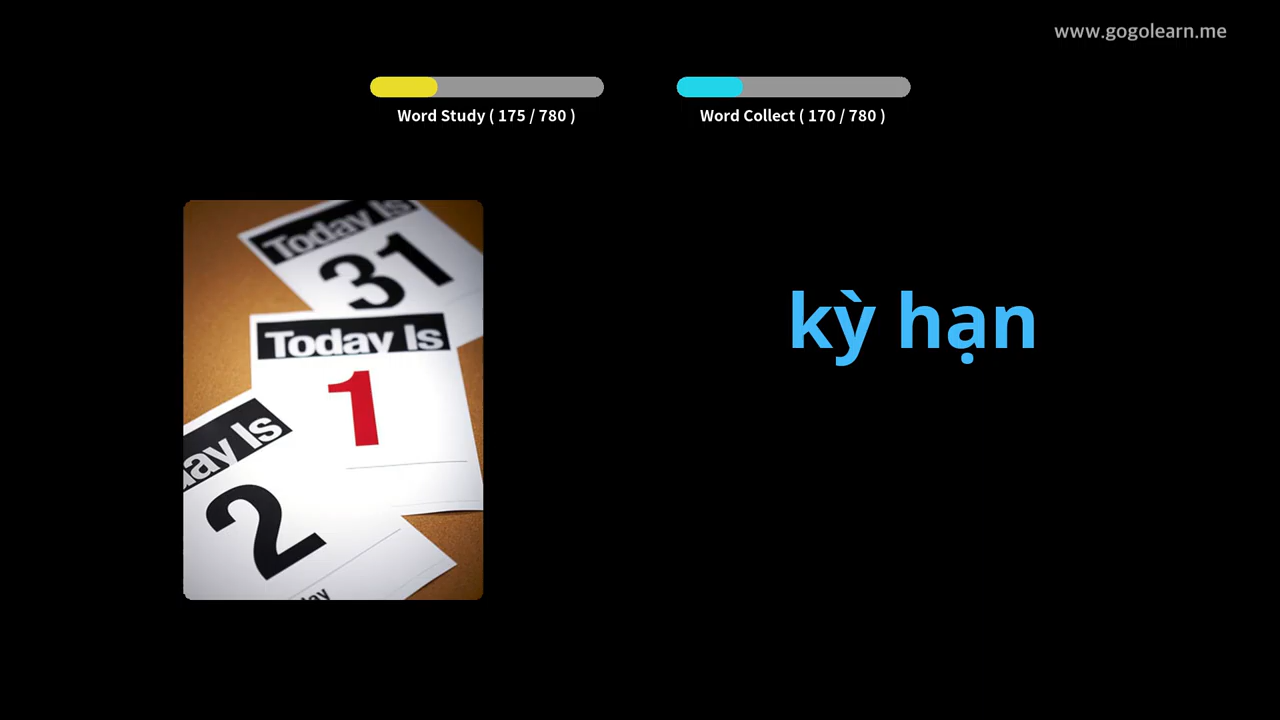 www.gogolearn.me
Word Study ( 175 / 780 )
Word Collect ( 170 / 780 )
Today Is
31
Today Is
1
ay Is
2
day
kỳ hạn